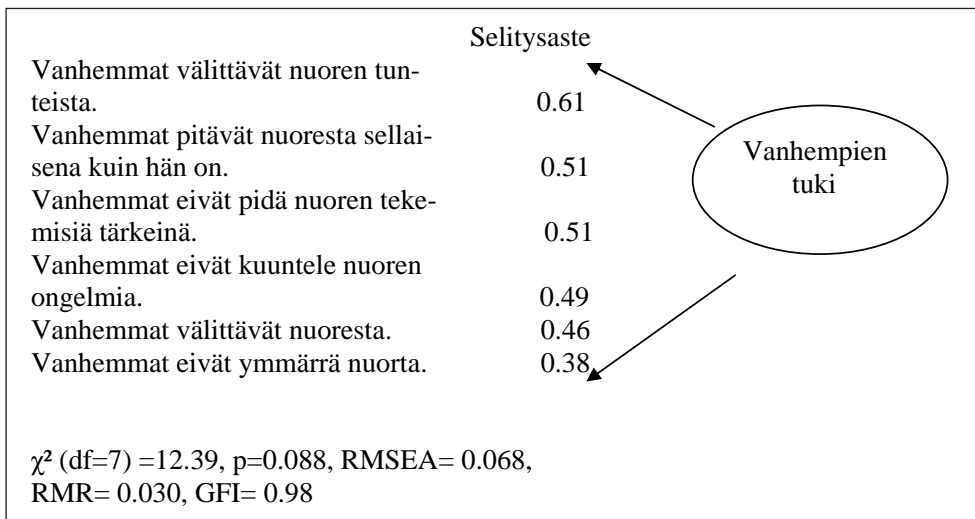 Selitysaste
Vanhemmat välittävät nuoren tun-
teista. 0.61
Vanhemmat pitävät nuoresta sellai-
sena kuin hän on. 0.51
Vanhemmat eivät pidä nuoren teke-
misiä tärkeinä. 0.51
Vanhemmat eivät kuuntele nuoren
ongelmia. 0.49
Vanhemmat välittävät nuoresta. 0.46
Vanhemmat eivät ymmärrä nuorta. 0.38
Vanhempien
tuki
χ² (df=7) =12.39, p=0.088, RMSEA= 0.068,
RMR= 0.030, GFI= 0.98